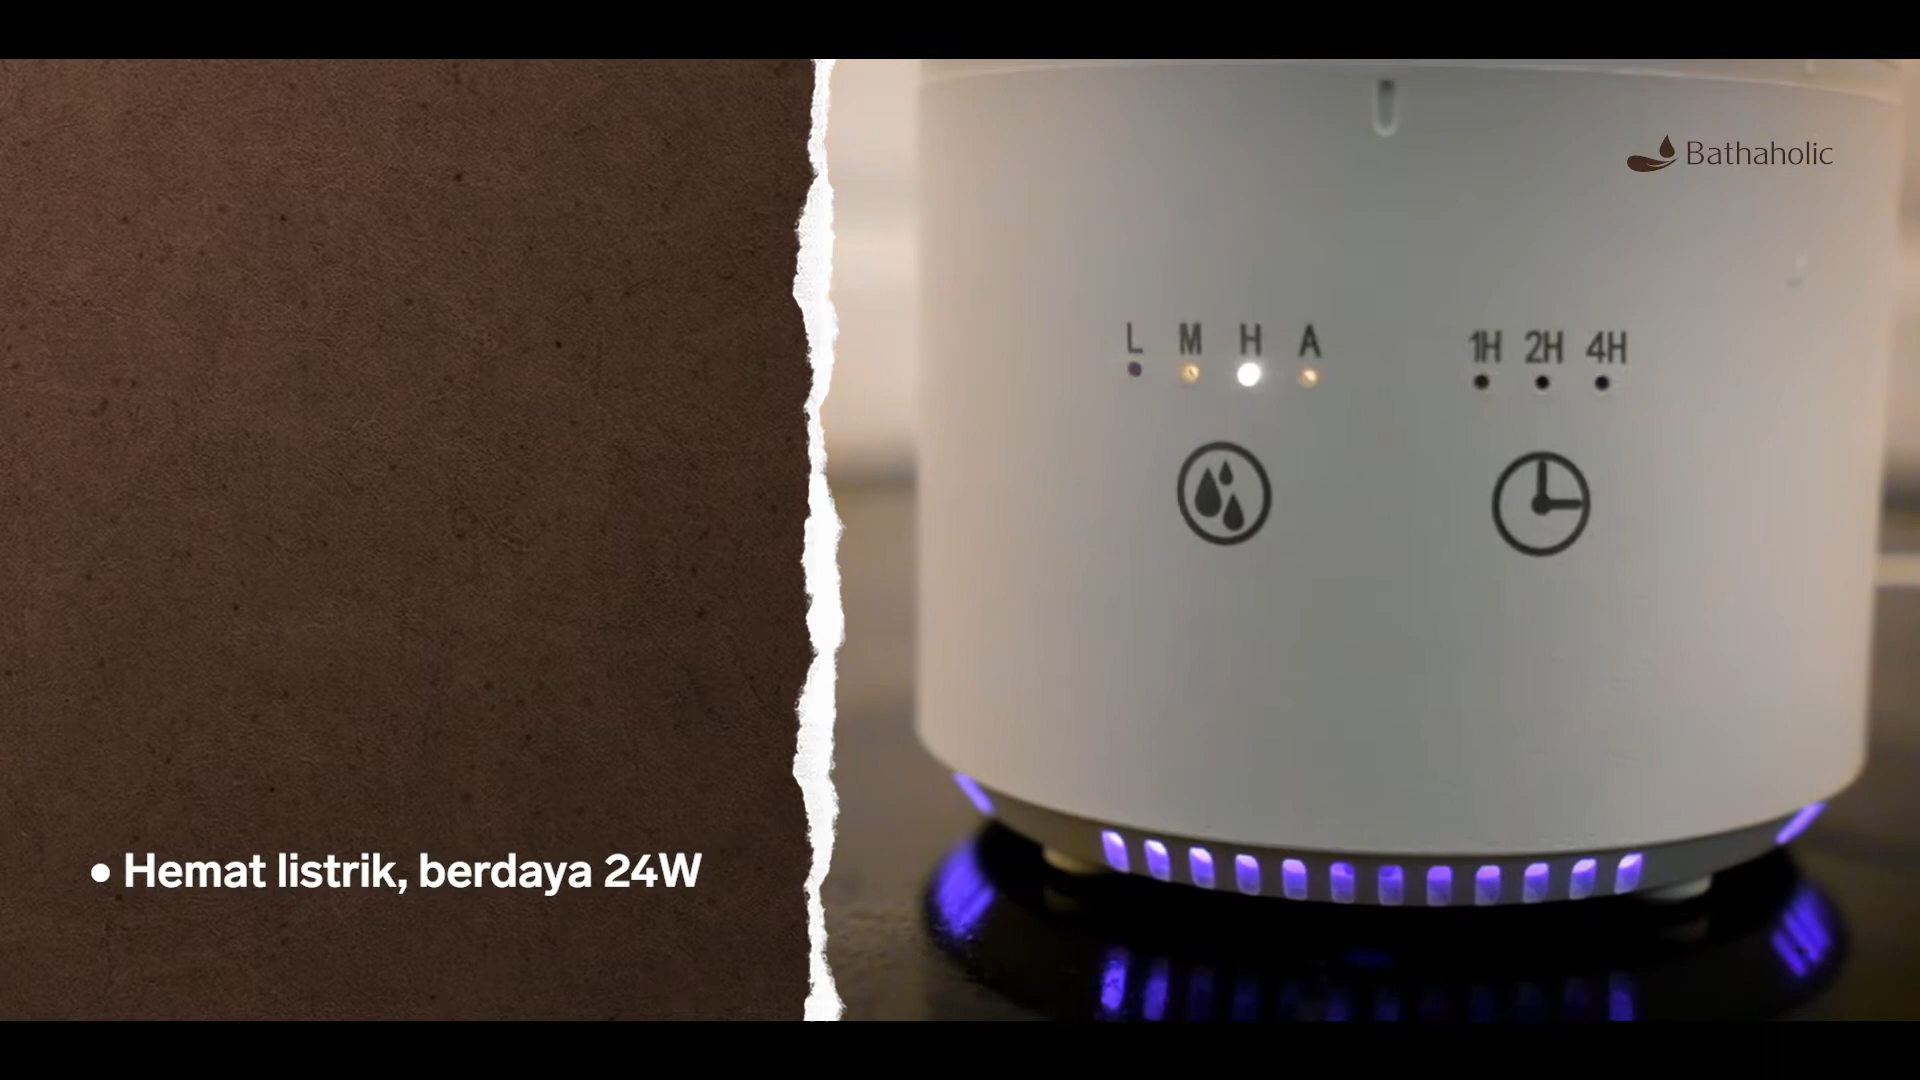 Bathaholic
L M H A
1H 2H 4H
• Hemat listrik, berdaya 24W